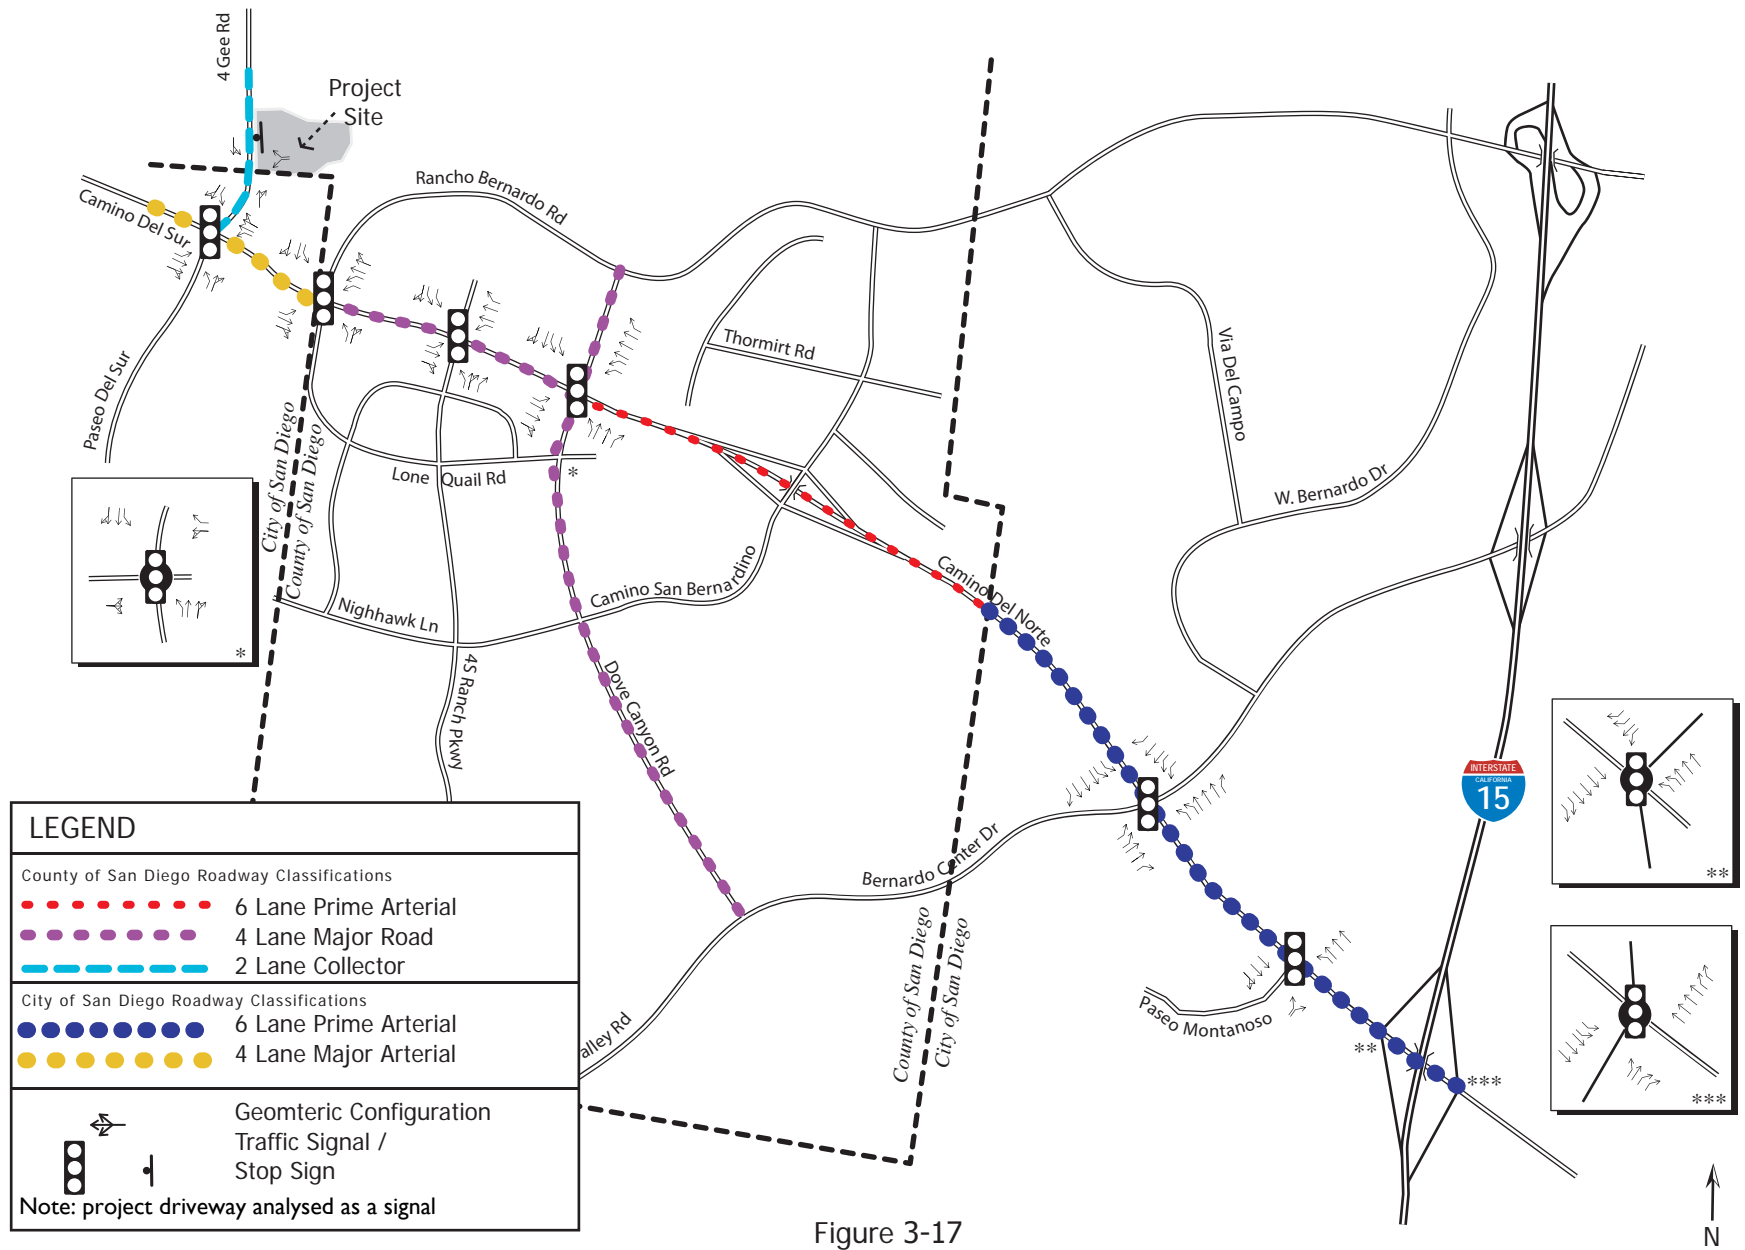 4 Gee Rd
Project
Site
Camino Del Sur
Rancho Bernardo Rd
Paseo Del Sur
City of San Diego
County of San Diego
Thormirt Rd
Via Del Campo
W. Bernardo Dr
Lone Quail Rd
*
Camino San Bernardino
Nighhawk Ln
Camino Del Norte
4S Ranch Pkwy
Dove Canyon Rd
*
Bernardo Center Dr
County of San Diego
City of San Diego
alley Rd
Paseo Montanoso
INTERSTATE
CALIFORNIA
15
**
***
**
***
LEGEND
County of San Diego Roadway Classifications
6 Lane Prime Arterial
4 Lane Major Road
2 Lane Collector
City of San Diego Roadway Classifications
6 Lane Prime Arterial
4 Lane Major Arterial
Geomteric Configuration
Traffic Signal /
Stop Sign
Note: project driveway analysed as a signal
Figure 3-17
N